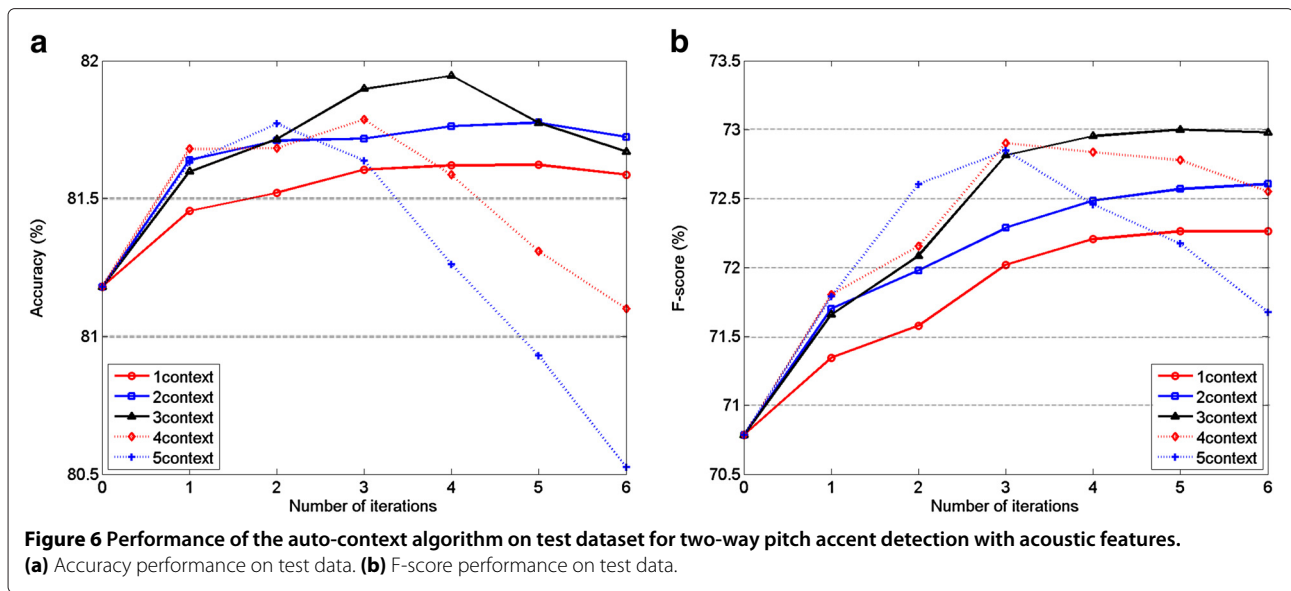 a
82
81.5
81
80.5
Accuracy (%)
0 1 2 3 4 5 6
Number of iterations
1context
2context
3context
4context
5context
b
73.5
73
72.5
72
71.5
71
70.5
F-score (%)
0 1 2 3 4 5 6
Number of iterations
1context
2context
3context
4context
5context
Figure 6 Performance of the auto-context algorithm on test dataset for two-way pitch accent detection with acoustic features.
(a) Accuracy performance on test data. (b) F-score performance on test data.